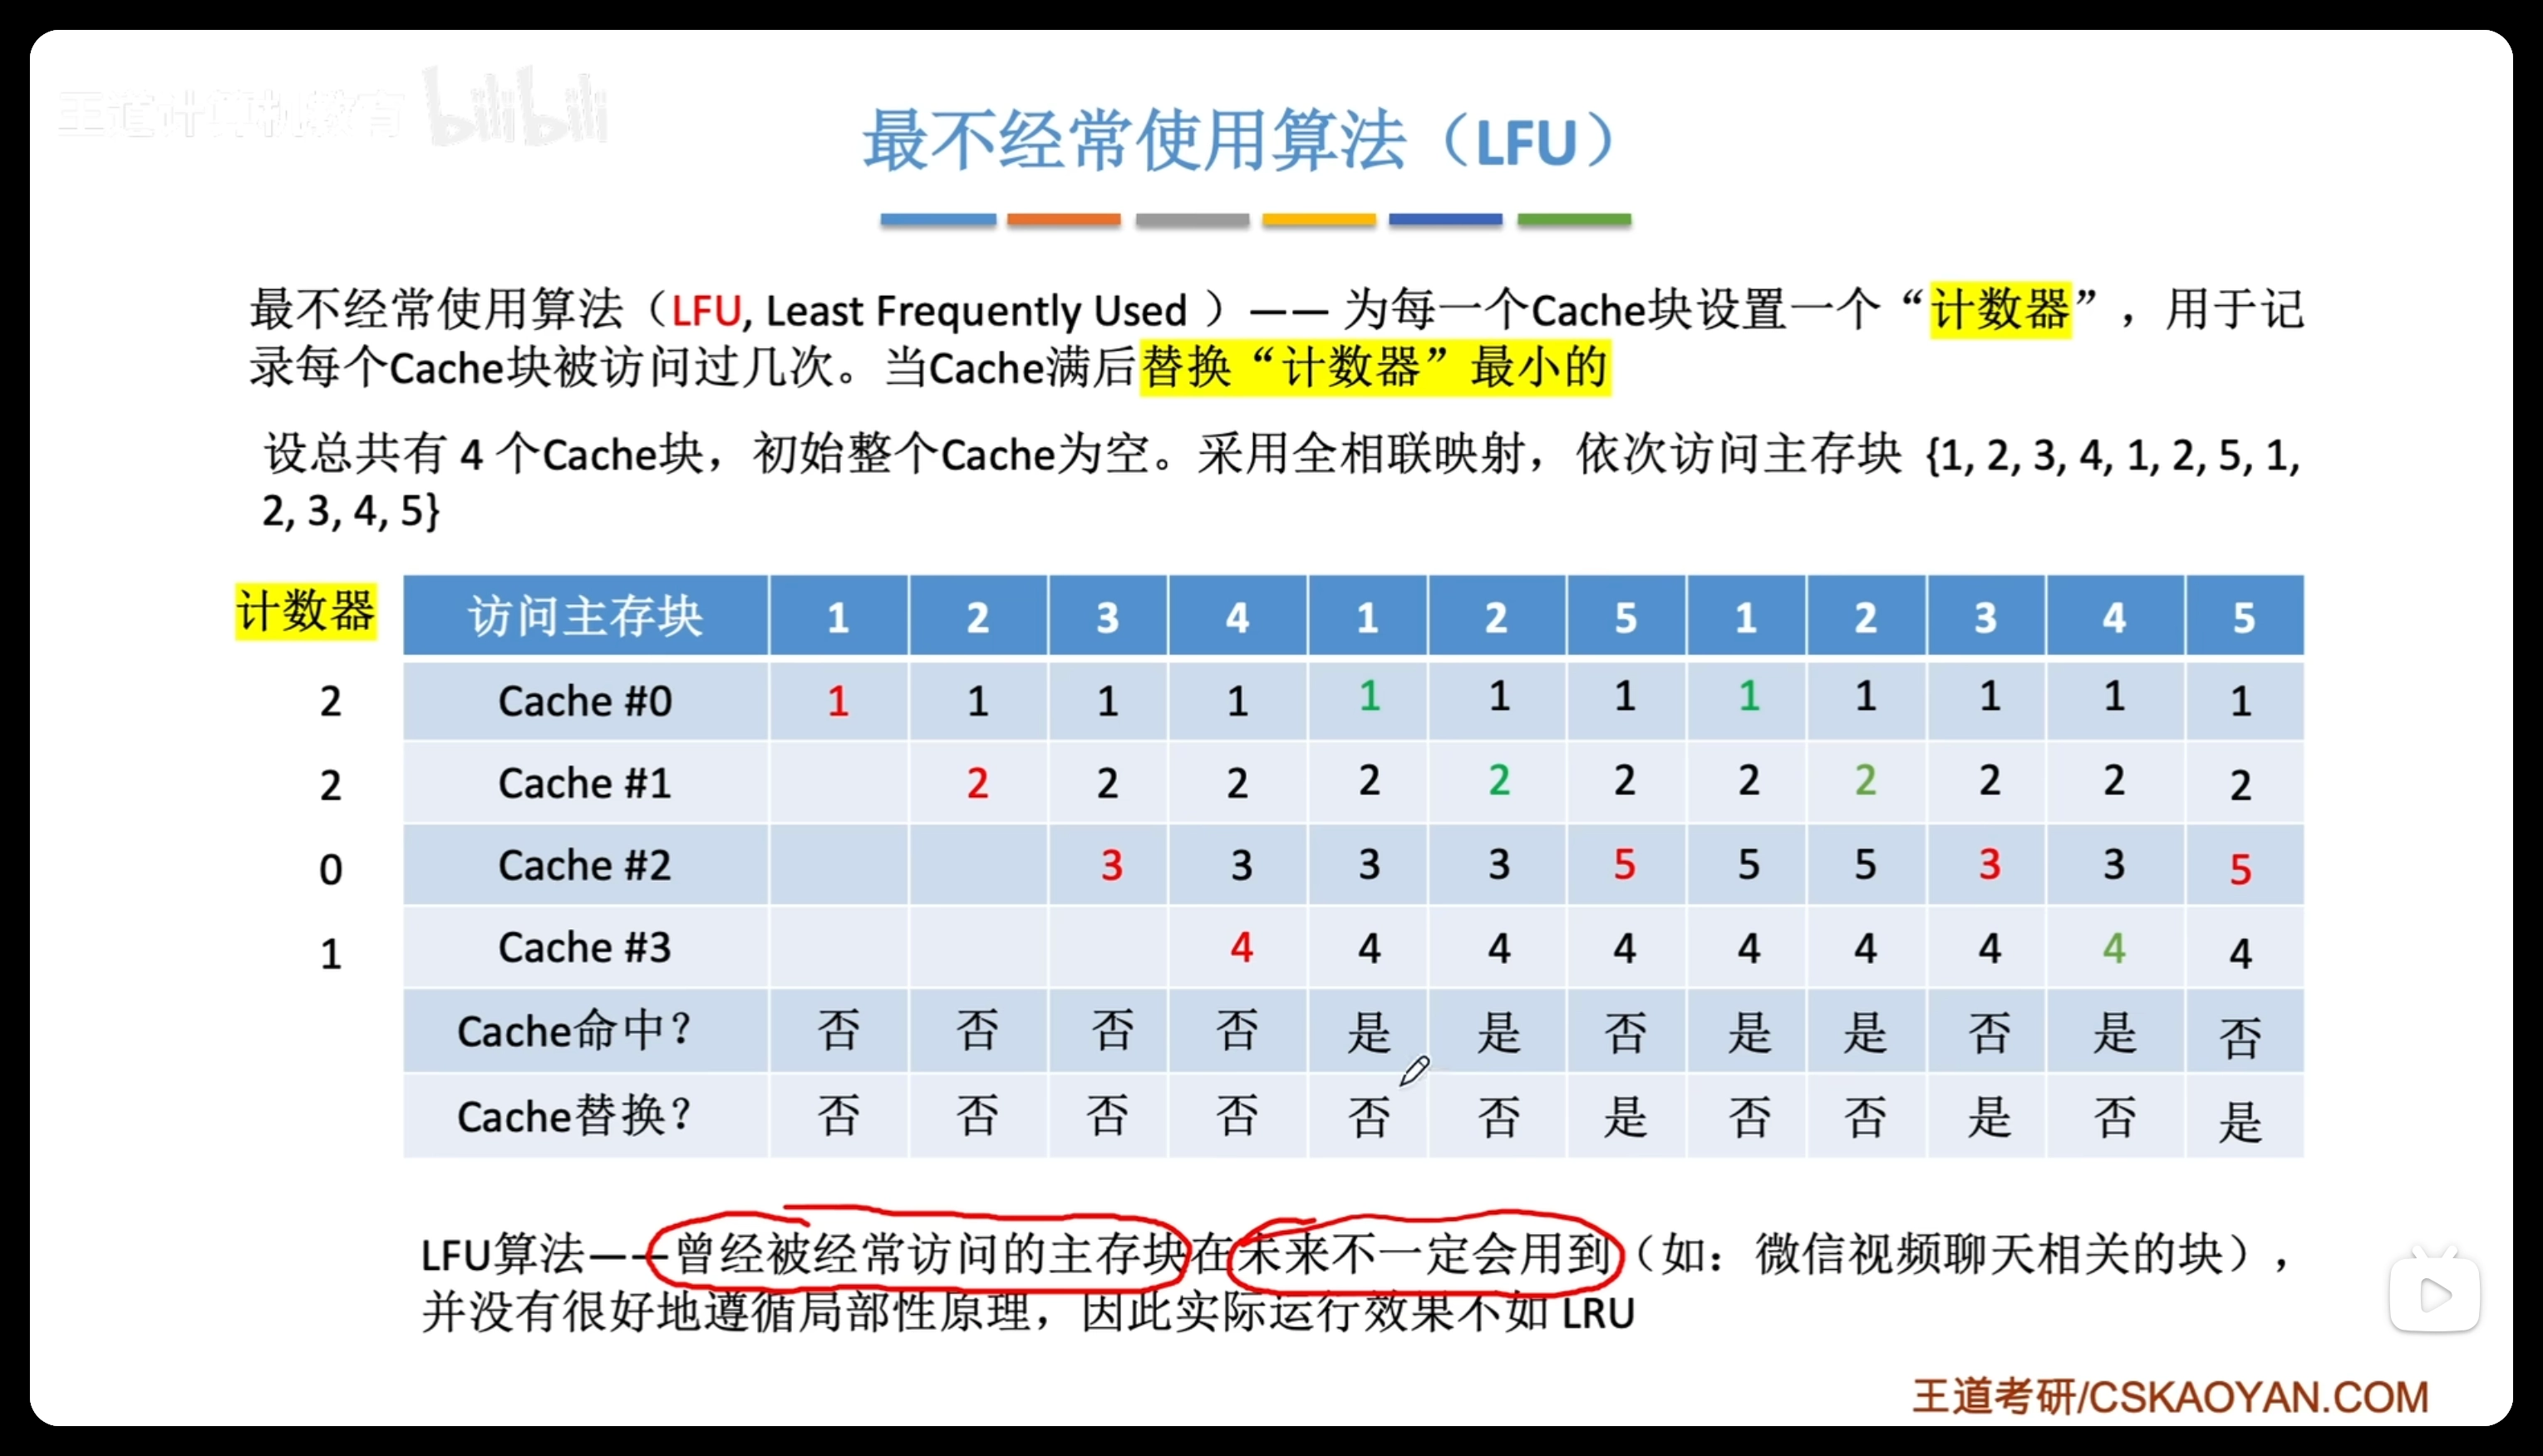 王道计算机教育 bilibili
最不经常使用算法（LFU）
最不经常使用算法（LFU, Least Frequently Used ）—— 为每一个Cache块设置一个“计数器”，用于记
录每个Cache块被访问过几次。当Cache满后替换“计数器”最小的
设总共有 4 个Cache块，初始整个Cache为空。采用全相联映射，依次访问主存块 {1, 2, 3, 4, 1, 2, 5, 1,
2, 3, 4, 5}
计数器 访问主存块 1 2 3 4 1 2 5 1 2 3 4 5
2 Cache #0 1 1 1 1 1 1 1 1 1 1 1 1
2 Cache #1 2 2 2 2 2 2 2 2 2 2 2
0 Cache #2 3 3 3 3 5 5 5 3 3 5
1 Cache #3 4 4 4 4 4 4 4 4 4
Cache命中？ 否 否 否 否 是 是 否 是 是 否 是 否
Cache替换？ 否 否 否 否 否 否 是 否 否 是 否 是
LFU算法——曾经被经常访问的主存块在未来不一定会用到（如：微信视频聊天相关的块），
并没有很好地遵循局部性原理，因此实际运行效果不如 LRU
王道考研/CSKAOYAN.COM